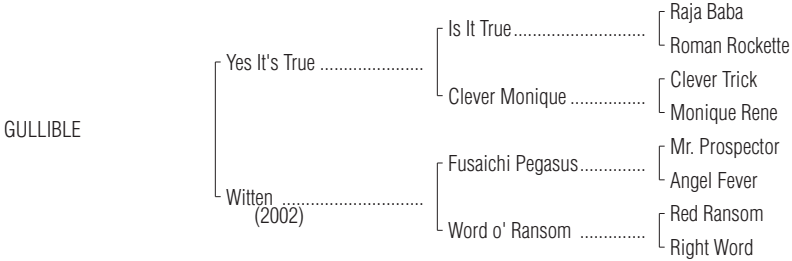 Raja Baba
Is It True..........................
Roman Rockette
Yes It's True .....................
Clever Trick
Clever Monique ...............
Monique Rene
GULLIBLE
Mr. Prospector
Fusaichi Pegasus.............
Angel Fever
Witten .............................
(2002)
Red Ransom
Word o' Ransom .............
Right Word